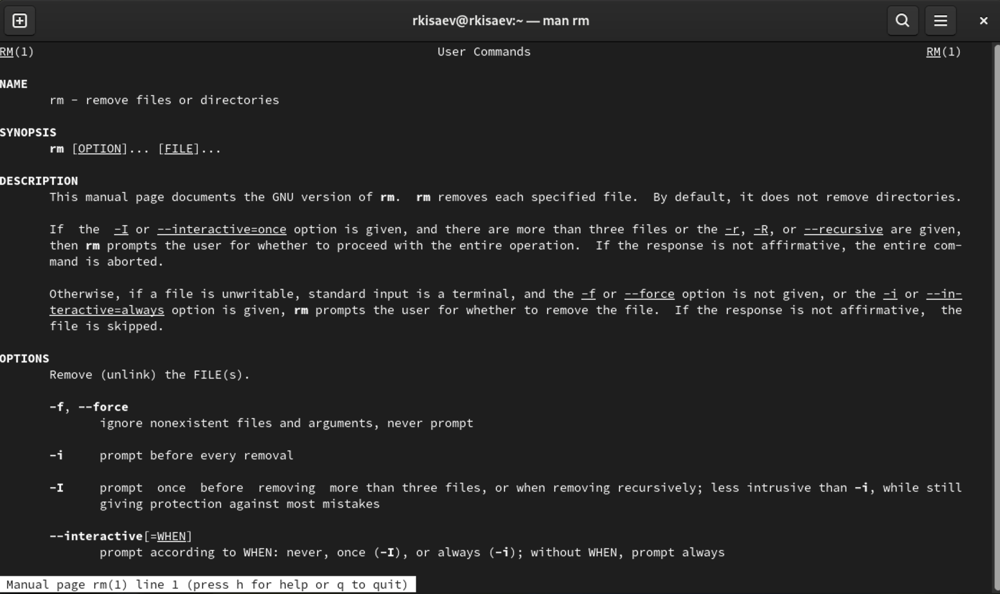 rkisaev@rkisaev:~ — man rm
RM(1) User Commands RM(1)
NAME
rm - remove files or directories
SYNOPSIS
rm [OPTION]... [FILE]...
DESCRIPTION
This manual page documents the GNU version of rm.  rm removes each specified file.  By default, it does not remove directories.
If  the  -I or --interactive=once option is given, and there are more than three files or the -r, -R, or --recursive are given,
then rm prompts the user for whether to proceed with the entire operation.  If the response is not affirmative, the entire com-
mand is aborted.
Otherwise, if a file is unwritable, standard input is a terminal, and the -f or --force option is not given, or the -i or --in-
teractive=always option is given, rm prompts the user for whether to remove the file.  If the response is not affirmative,  the
file is skipped.
OPTIONS
Remove (unlink) the FILE(s).
-f, --force
ignore nonexistent files and arguments, never prompt
-i     prompt before every removal
-I     prompt  once  before  removing  more than three files, or when removing recursively; less intrusive than -i, while still
giving protection against most mistakes
--interactive[=WHEN]
prompt according to WHEN: never, once (-I), or always (-i); without WHEN, prompt always
Manual page rm(1) line 1 (press h for help or q to quit)